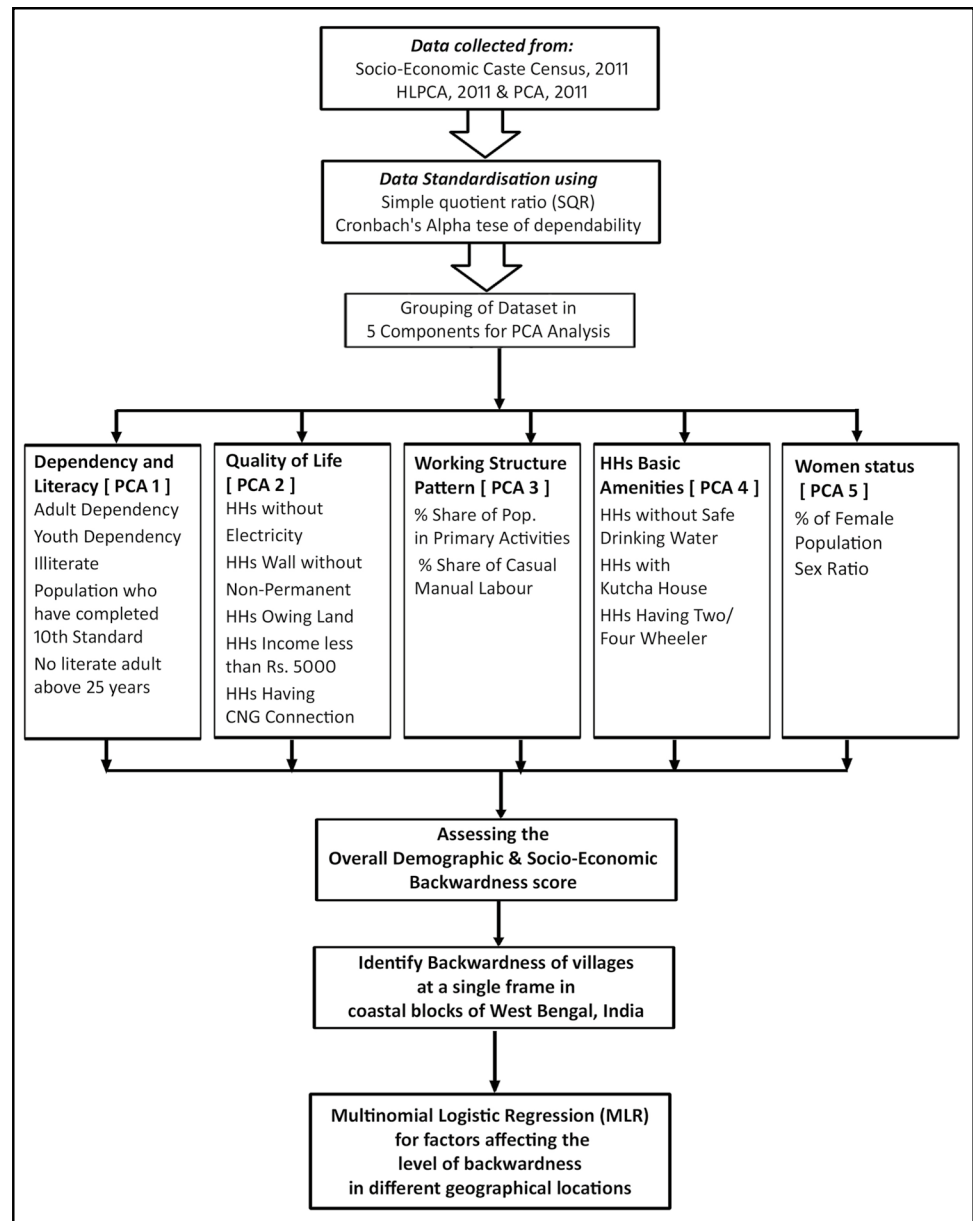 Data collected from:
Socio-Economic Caste Census, 2011
HLPCA, 2011 & PCA, 2011
Data Standardisation using
Simple quotient ratio (SQR)
Cronbach's Alpha tese of dependability
Grouping of Dataset in
5 Components for PCA Analysis
Dependency and
Literacy [ PCA 1 ]
Adult Dependency
Youth Dependency
Illiterate
Population who
have completed
10th Standard
No literate adult
above 25 years
Quality of Life
[ PCA 2 ]
HHs without
Electricity
HHs Wall without
Non-Permanent
HHs Owing Land
HHs Income less
than Rs. 5000
HHs Having
CNG Connection
Working Structure
Pattern [ PCA 3 ]
% Share of Pop.
in Primary Activities
% Share of Casual
Manual Labour
HHs Basic
Amenities [ PCA 4 ]
HHs without Safe
Drinking Water
HHs with
Kutcha House
HHs Having Two/
Four Wheeler
Women status
[ PCA 5 ]
% of Female
Population
Sex Ratio
Assessing the
Overall Demographic & Socio-Economic
Backwardness score
Identify Backwardness of villages
at a single frame in
coastal blocks of West Bengal, India
Multinomial Logistic Regression (MLR)
for factors affecting the
level of backwardness
in different geographical locations